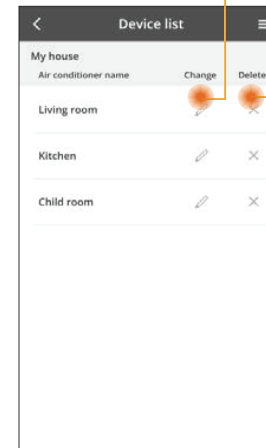 Device list
My house
Air conditioner name Change Delete
Living room
Kitchen
Child room